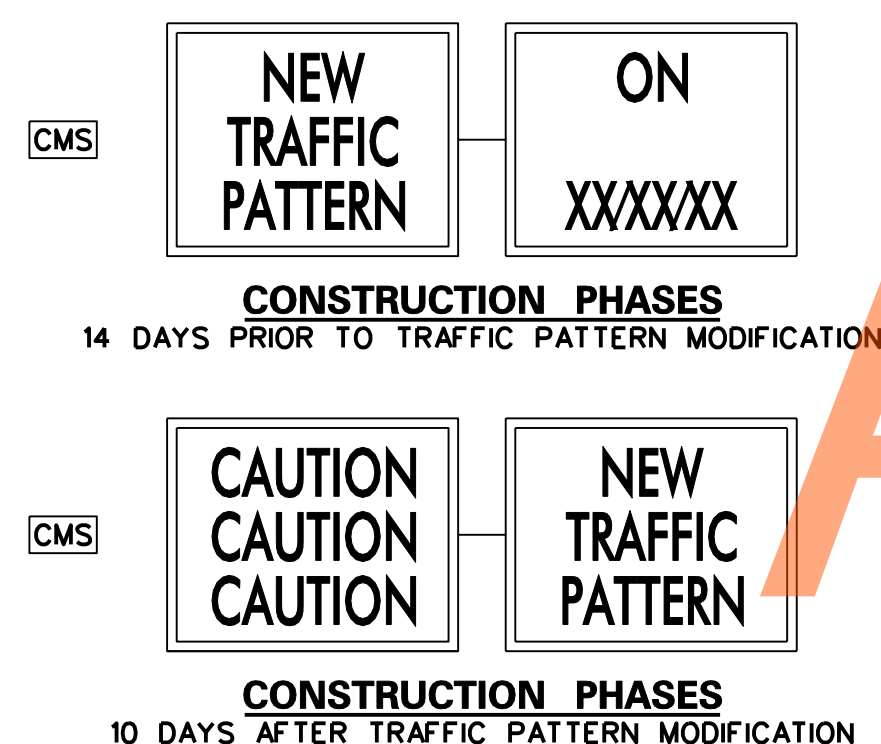 CMS
NEW
TRAFFIC
PATTERN
ON
XX/XX/XX
CONSTRUCTION PHASES
14 DAYS PRIOR TO TRAFFIC PATTERN MODIFICATION
CMS
CAUTION
CAUTION
CAUTION
NEW
TRAFFIC
PATTERN
CONSTRUCTION PHASES
10 DAYS AFTER TRAFFIC PATTERN MODIFICATION